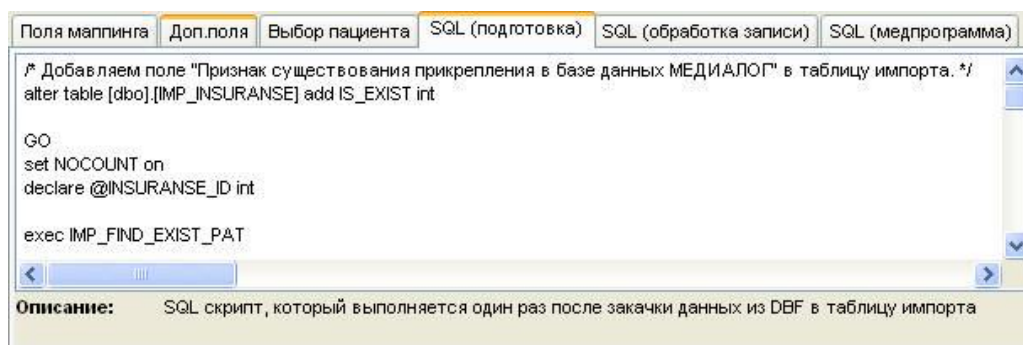 Поля маппинга Доп.поля Выбор пациента SQL (подготовка) SQL (обработка записи) SQL (медпрограмма)
/* Добавляем поле "Признак существования прикрепления в базе данных МЕДИАЛОГ" в таблицу импорта. */
alter table [dbo].[IMP_INSURANSE] add IS_EXIST int
GO
set NOCOUNT on
declare @INSURANSE_ID int
exec IMP_FIND_EXIST_PAT
Описание: SQL скрипт, который выполняется один раз после закачки данных из DBF в таблицу импорта